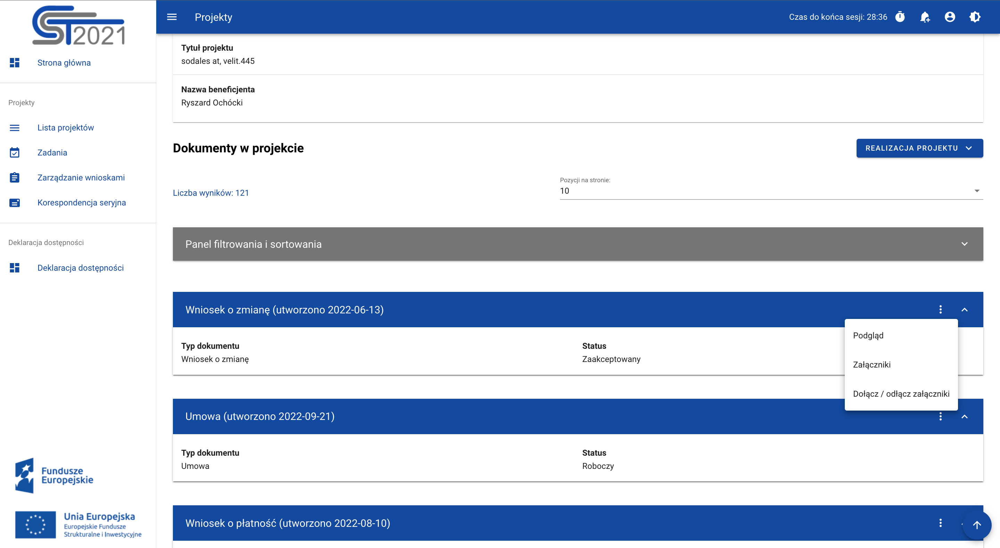 CST2021
Projekty
Czas do końca sesji: 28:36
Strona główna
Projekty
Lista projektów
Zadania
Zarządzanie wnioskami
Korespondencja seryjna
Deklaracja dostępności
Deklaracja dostępności
Fundusze
Europejskie
Unia Europejska
Europejskie Fundusze
Strukturalne i Inwestycyjne
Tytuł projektu
sodales at, velit.445
Nazwa beneficjenta
Ryszard Ochócki
Dokumenty w projekcie
REALIZACJA PROJEKTU
Liczba wyników: 121
Pozycji na stronie:
10
Panel filtrowania i sortowania
Wniosek o zmianę (utworzono 2022-06-13)
Typ dokumentu
Wniosek o zmianę
Status
Zaakceptowany
Podgląd
Załączniki
Dołącz / odłącz załączniki
Umowa (utworzono 2022-09-21)
Typ dokumentu
Umowa
Status
Roboczy
Wniosek o płatność (utworzono 2022-08-10)